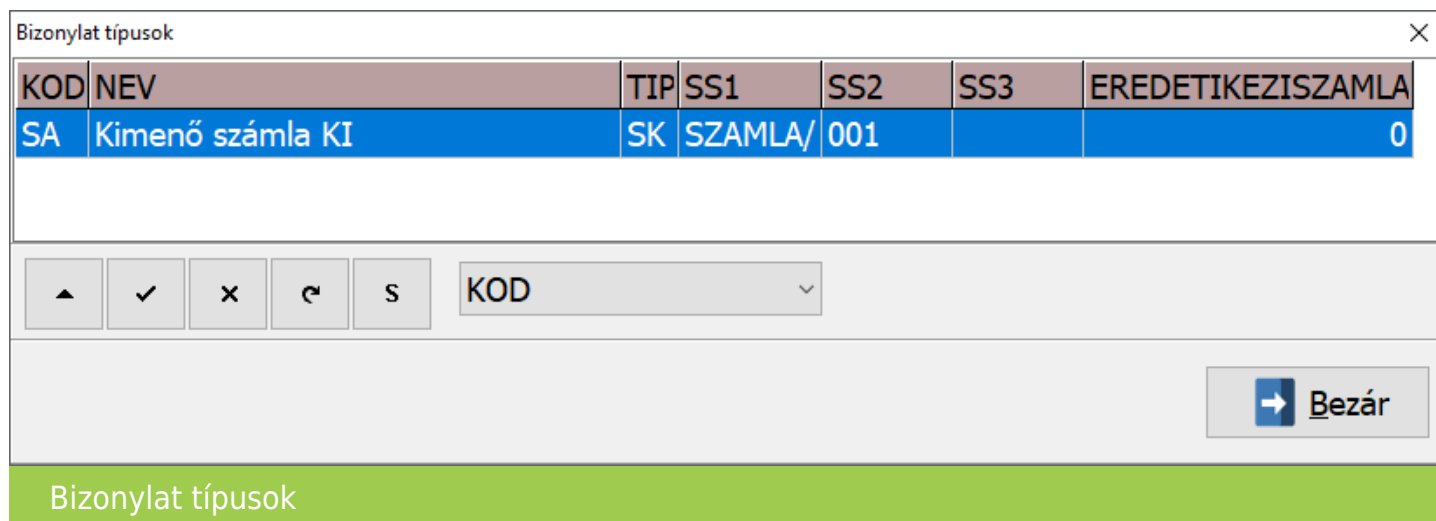 Bizonylat típusok
KOD NEV TIP SS1 SS2 SS3 EREDETIKEZISZAMLA
SA Kimenő számla KI SK SZAMLA/ 001 0
S KOD
Bezár
Bizonylat típusok